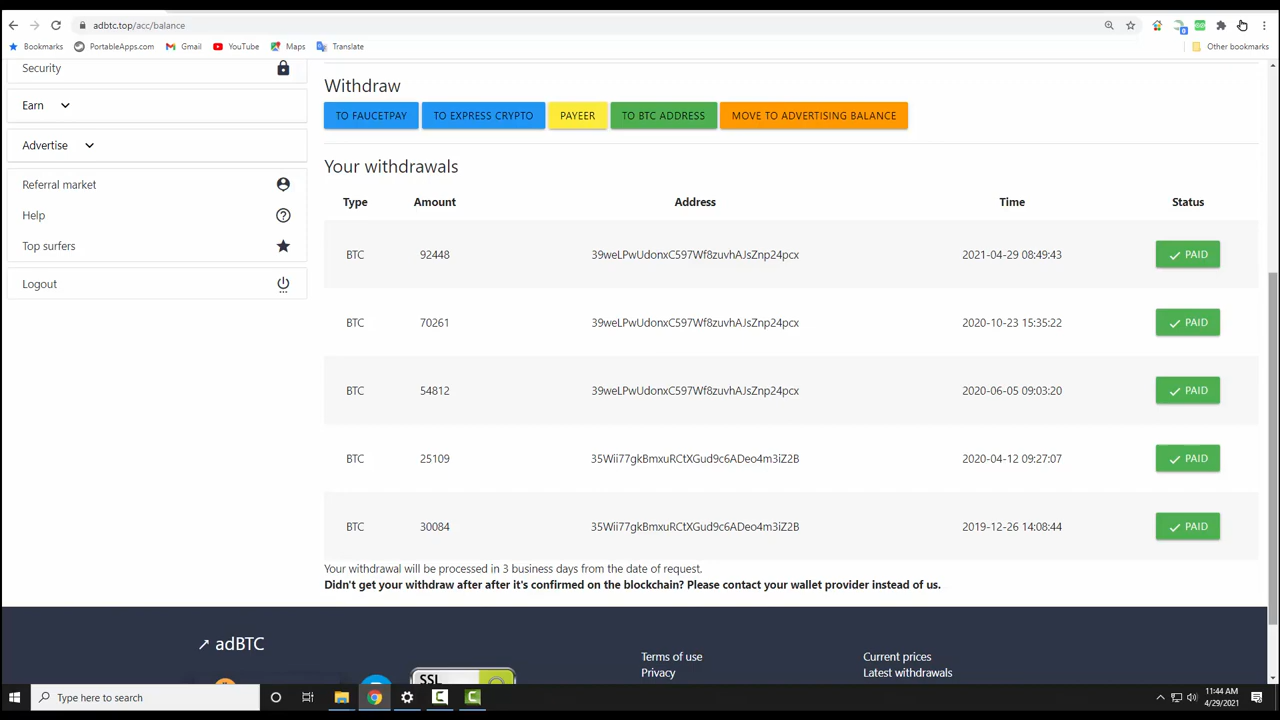 adbtc.top/acc/balance
Bookmarks PortableApps.com Gmail YouTube Maps Translate Other bookmarks
Security
Earn
Advertise
Referral market
Help
Top surfers
Logout
Withdraw
TO FAUCETPAY TO EXPRESS CRYPTO PAYEER TO BTC ADDRESS MOVE TO ADVERTISING BALANCE
Your withdrawals
Type Amount Address Time Status
BTC 92448 39weLPwUdonxC597Wf8zuvhAJsZnp24pcx 2021-04-29 08:49:43 PAID
BTC 70261 39weLPwUdonxC597Wf8zuvhAJsZnp24pcx 2020-10-23 15:35:22 PAID
BTC 54812 39weLPwUdonxC597Wf8zuvhAJsZnp24pcx 2020-06-05 09:03:20 PAID
BTC 25109 35Wii77gkBmxuRCtXGud9c6ADeo4m3iZ2B 2020-04-12 09:27:07 PAID
BTC 30084 35Wii77gkBmxuRCtXGud9c6ADeo4m3iZ2B 2019-12-26 14:08:44 PAID
Your withdrawal will be processed in 3 business days from the date of request.
Didn't get your withdraw after after it's confirmed on the blockchain? Please contact your wallet provider instead of us.
adBTC
Terms of use Current prices
Privacy Latest withdrawals
SSL
Type here to search
11:44 AM
4/29/2021